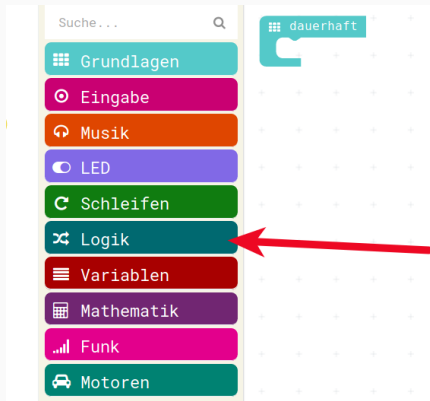 Suche...
dauerhaft
Grundlagen
Eingabe
Musik
LED
Schleifen
Logik
Variablen
Mathematik
Funk
Motoren